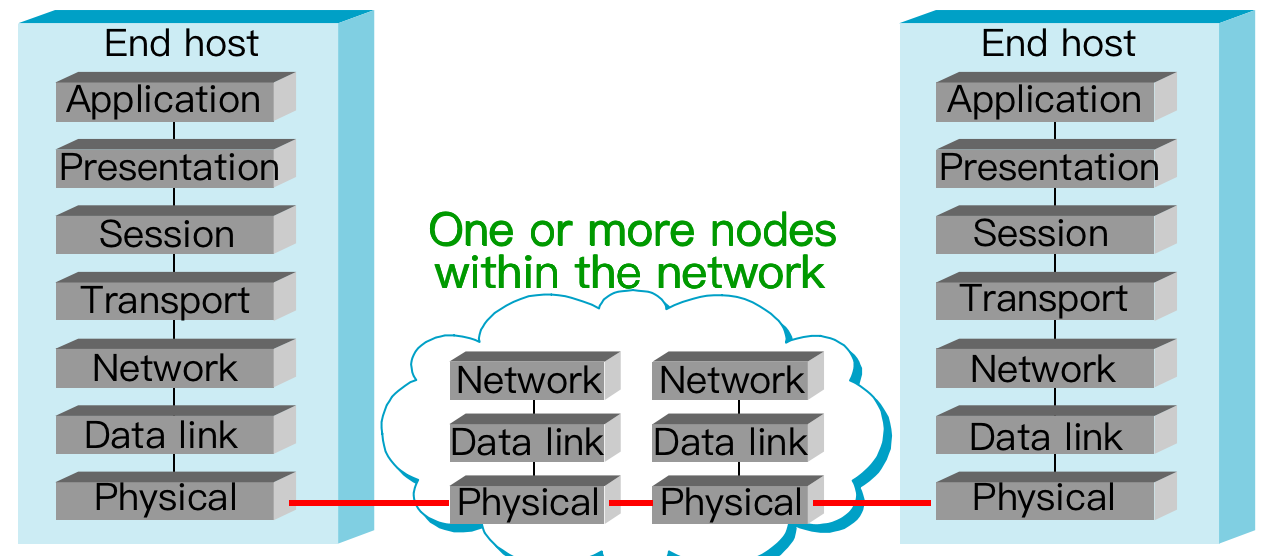 End host
Application
Presentation
Session
Transport
Network
Data link
Physical
One or more nodes
within the network
Network
Data link
Physical
Network
Data link
Physical
End host
Application
Presentation
Session
Transport
Network
Data link
Physical